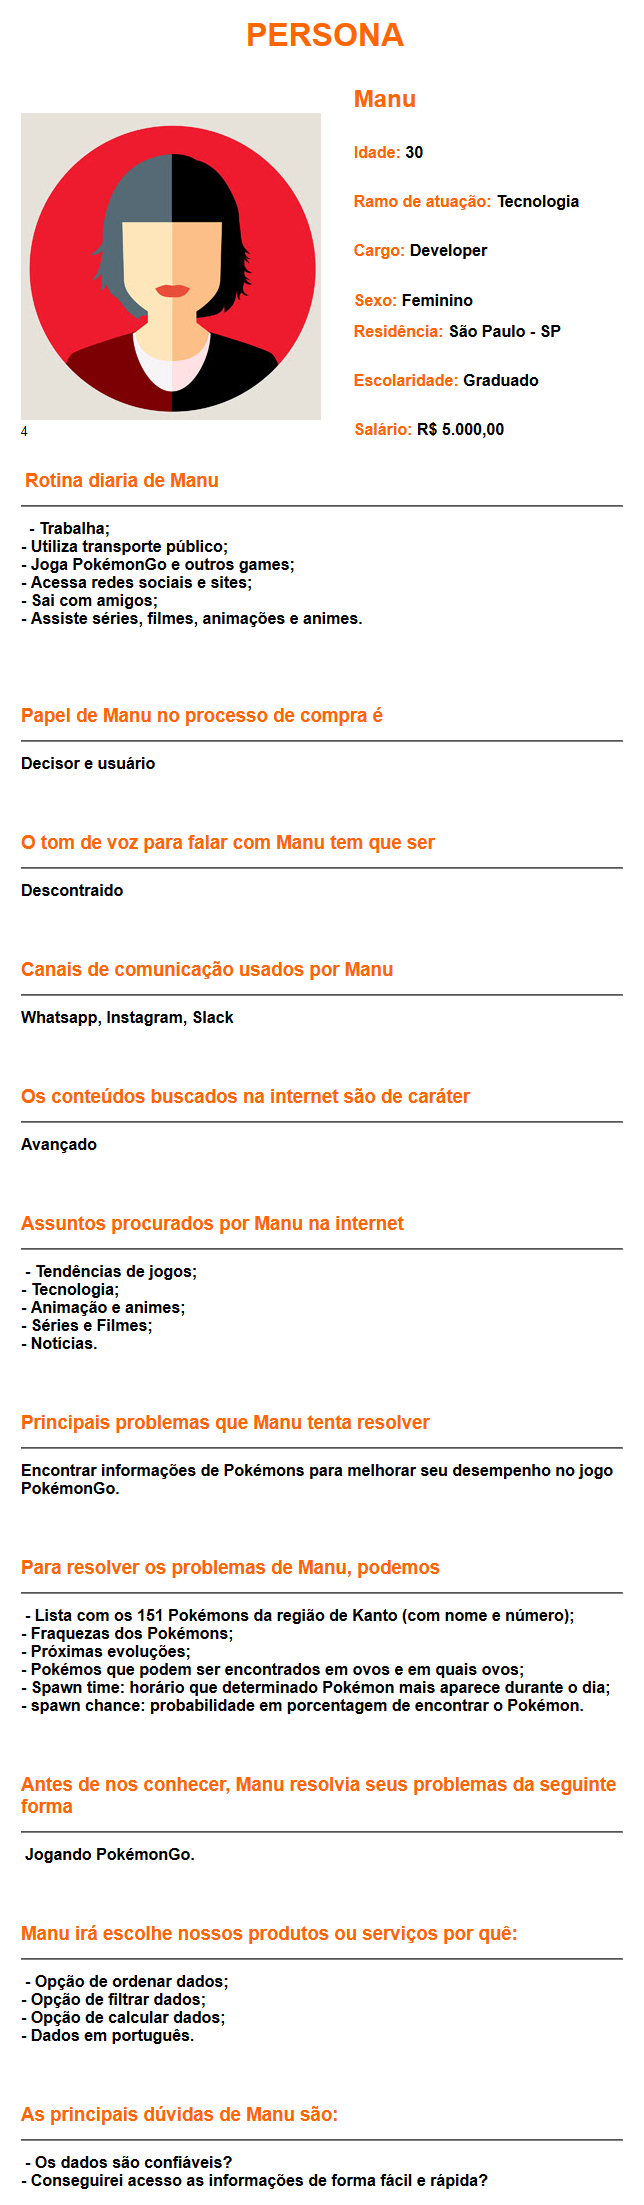 PERSONA
Manu
Idade: 30
Ramo de atuação: Tecnologia
Cargo: Developer
Sexo: Feminino
Residência: São Paulo - SP
Escolaridade: Graduado
Salário: R$ 5.000,00
4
Rotina diaria de Manu
- Trabalha;
- Utiliza transporte público;
- Joga PokémonGo e outros games;
- Acessa redes sociais e sites;
- Sai com amigos;
- Assiste séries, filmes, animações e animes.
Papel de Manu no processo de compra é
Decisor e usuário
O tom de voz para falar com Manu tem que ser
Descontraido
Canais de comunicação usados por Manu
Whatsapp, Instagram, Slack
Os conteúdos buscados na internet são de caráter
Avançado
Assuntos procurados por Manu na internet
- Tendências de jogos;
- Tecnologia;
- Animação e animes;
- Séries e Filmes;
- Notícias.
Principais problemas que Manu tenta resolver
Encontrar informações de Pokémons para melhorar seu desempenho no jogo
PokémonGo.
Para resolver os problemas de Manu, podemos
- Lista com os 151 Pokémons da região de Kanto (com nome e número);
- Fraquezas dos Pokémons;
- Próximas evoluções;
- Pokémos que podem ser encontrados em ovos e em quais ovos;
- Spawn time: horário que determinado Pokémon mais aparece durante o dia;
- spawn chance: probabilidade em porcentagem de encontrar o Pokémon.
Antes de nos conhecer, Manu resolvia seus problemas da seguinte
forma
Jogando PokémonGo.
Manu irá escolhe nossos produtos ou serviços por quê:
- Opção de ordenar dados;
- Opção de filtrar dados;
- Opção de calcular dados;
- Dados em português.
As principais dúvidas de Manu são:
- Os dados são confiáveis?
- Conseguirei acesso as informações de forma fácil e rápida?